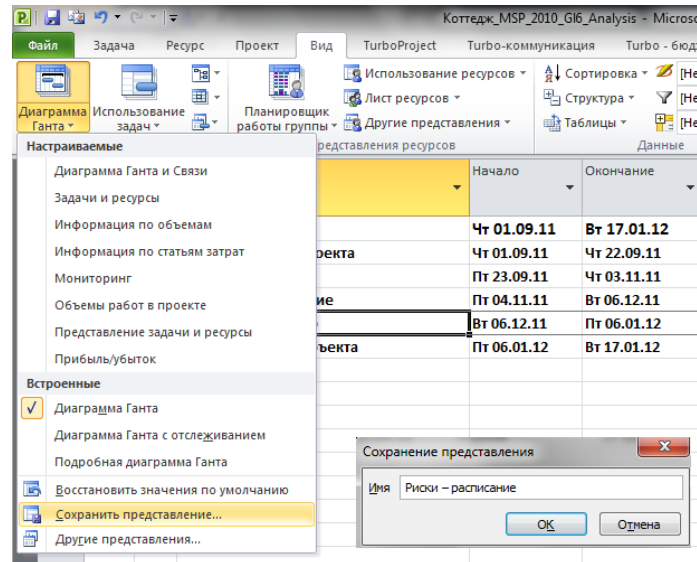 Коттедж_MSP_2010_GI6_Analysis - Micros
Файл Задача Ресурс Проект Вид TurboProject Turbo-коммуникация Turbo - бюд
Диаграмма Ганта
Использование задач
Планировщик работы группы
Использование ресурсов
Лист ресурсов
Другие представления
Сортировка
Структура
Таблицы
[Не
[Не
[Не
редставления ресурсов
Данные
Настраиваемые
Диаграмма Ганта и Связи
Задачи и ресурсы
Информация по объемам
Информация по статьям затрат
Мониторинг
Объемы работ в проекте
Представление задачи и ресурсы
Прибыль/убыток
Встроенные
Диаграмма Ганта
Диаграмма Ганта с отслеживанием
Подробная диаграмма Ганта
Восстановить значения по умолчанию
Сохранить представление...
Другие представления...
Начало Окончание
Чт 01.09.11 Вт 17.01.12
оекта Чт 01.09.11 Чт 22.09.11
Пт 23.09.11 Чт 03.11.11
ие Пт 04.11.11 Вт 06.12.11
Вт 06.12.11 Пт 06.01.12
ъекта Пт 06.01.12 Вт 17.01.12
Сохранение представления
Имя Риски – расписание
ОК Отмена